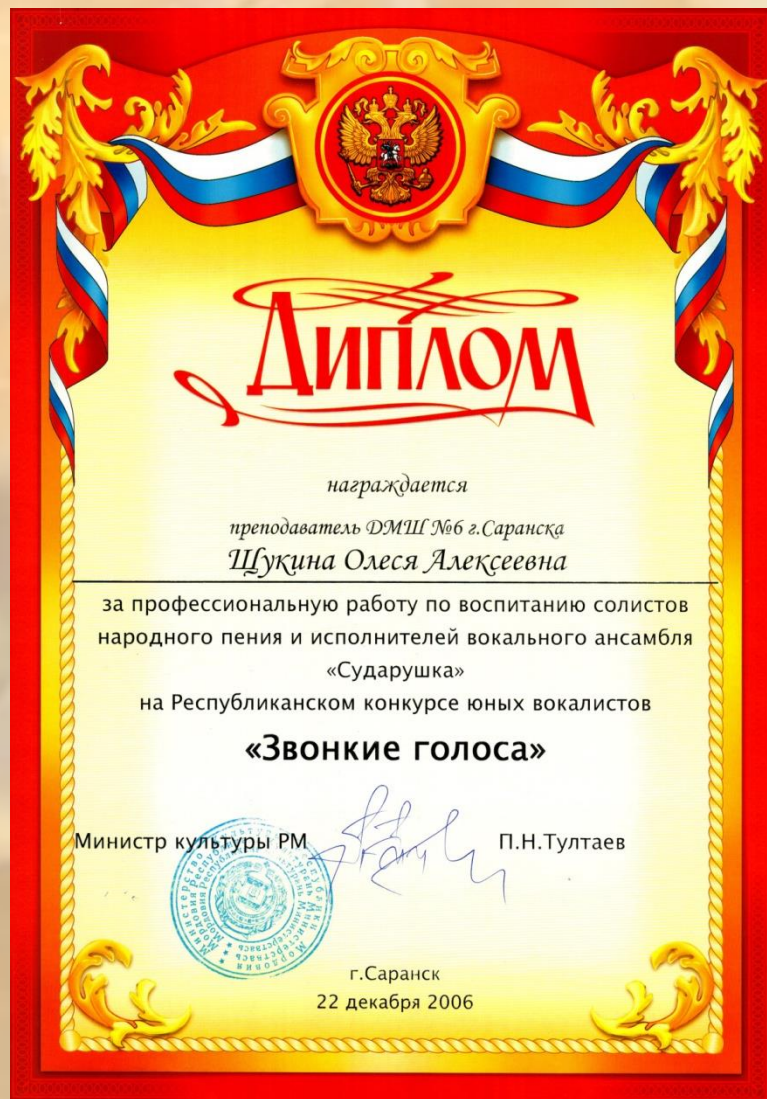 Диплом
награждается
преподаватель ДМШ №6 г.Саранска
Щукина Олеся Алексеевна
за профессиональную работу по воспитанию солистов
народного пения и исполнителей вокального ансамбля
«Сударушка»
на Республиканском конкурсе юных вокалистов
«Звонкие голоса»
Министр культуры РМ П.Н.Тултаев
г.Саранск
22 декабря 2006